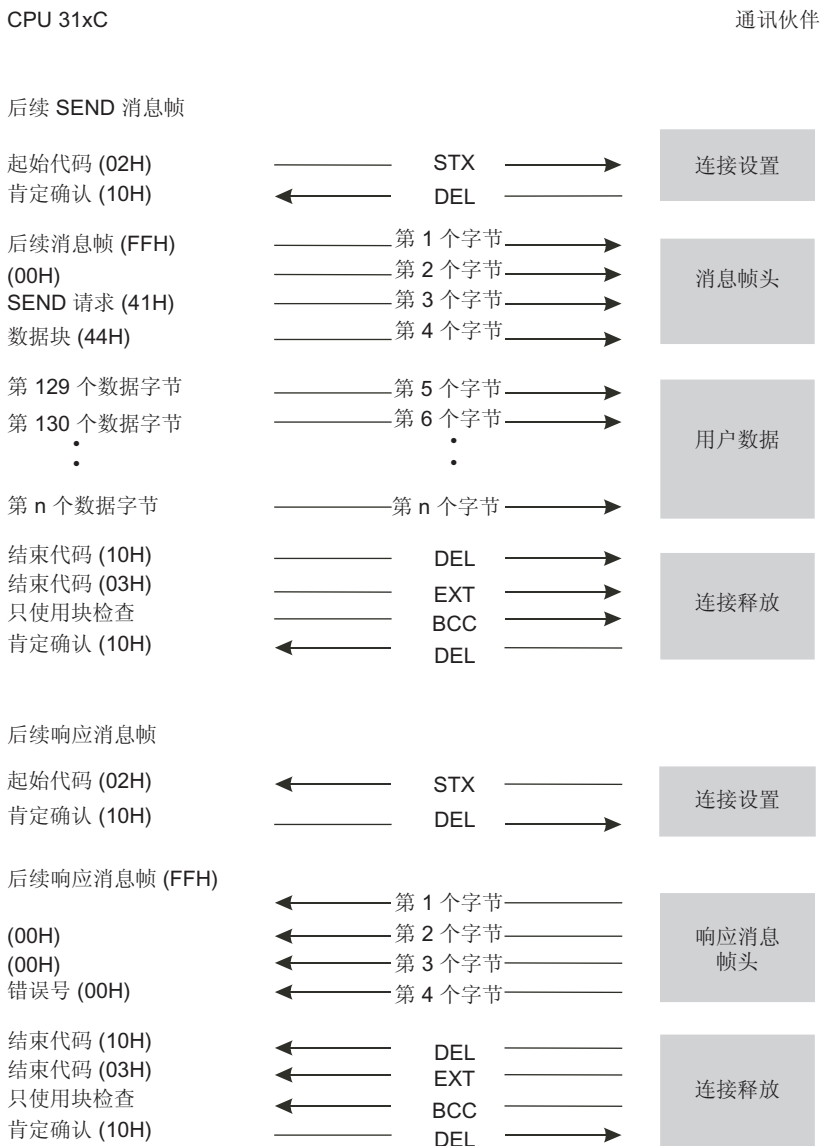 CPU 31xC 通讯伙伴
后续 SEND 消息帧
起始代码 (02H) STX 连接设置
肯定确认 (10H) DEL
后续消息帧 (FFH) 第 1 个字节 消息帧头
(00H) 第 2 个字节
SEND 请求 (41H) 第 3 个字节
数据块 (44H) 第 4 个字节
第 129 个数据字节 第 5 个字节 用户数据
第 130 个数据字节 第 6 个字节
第 n 个数据字节 第 n 个字节
结束代码 (10H) DEL 连接释放
结束代码 (03H) EXT
只使用块检查 BCC
肯定确认 (10H) DEL
后续响应消息帧
起始代码 (02H) STX 连接设置
肯定确认 (10H) DEL
后续响应消息帧 (FFH) 第 1 个字节 响应消息
(00H) 第 2 个字节 帧头
(00H) 第 3 个字节
错误号 (00H) 第 4 个字节
结束代码 (10H) DEL 连接释放
结束代码 (03H) EXT
只使用块检查 BCC
肯定确认 (10H) DEL